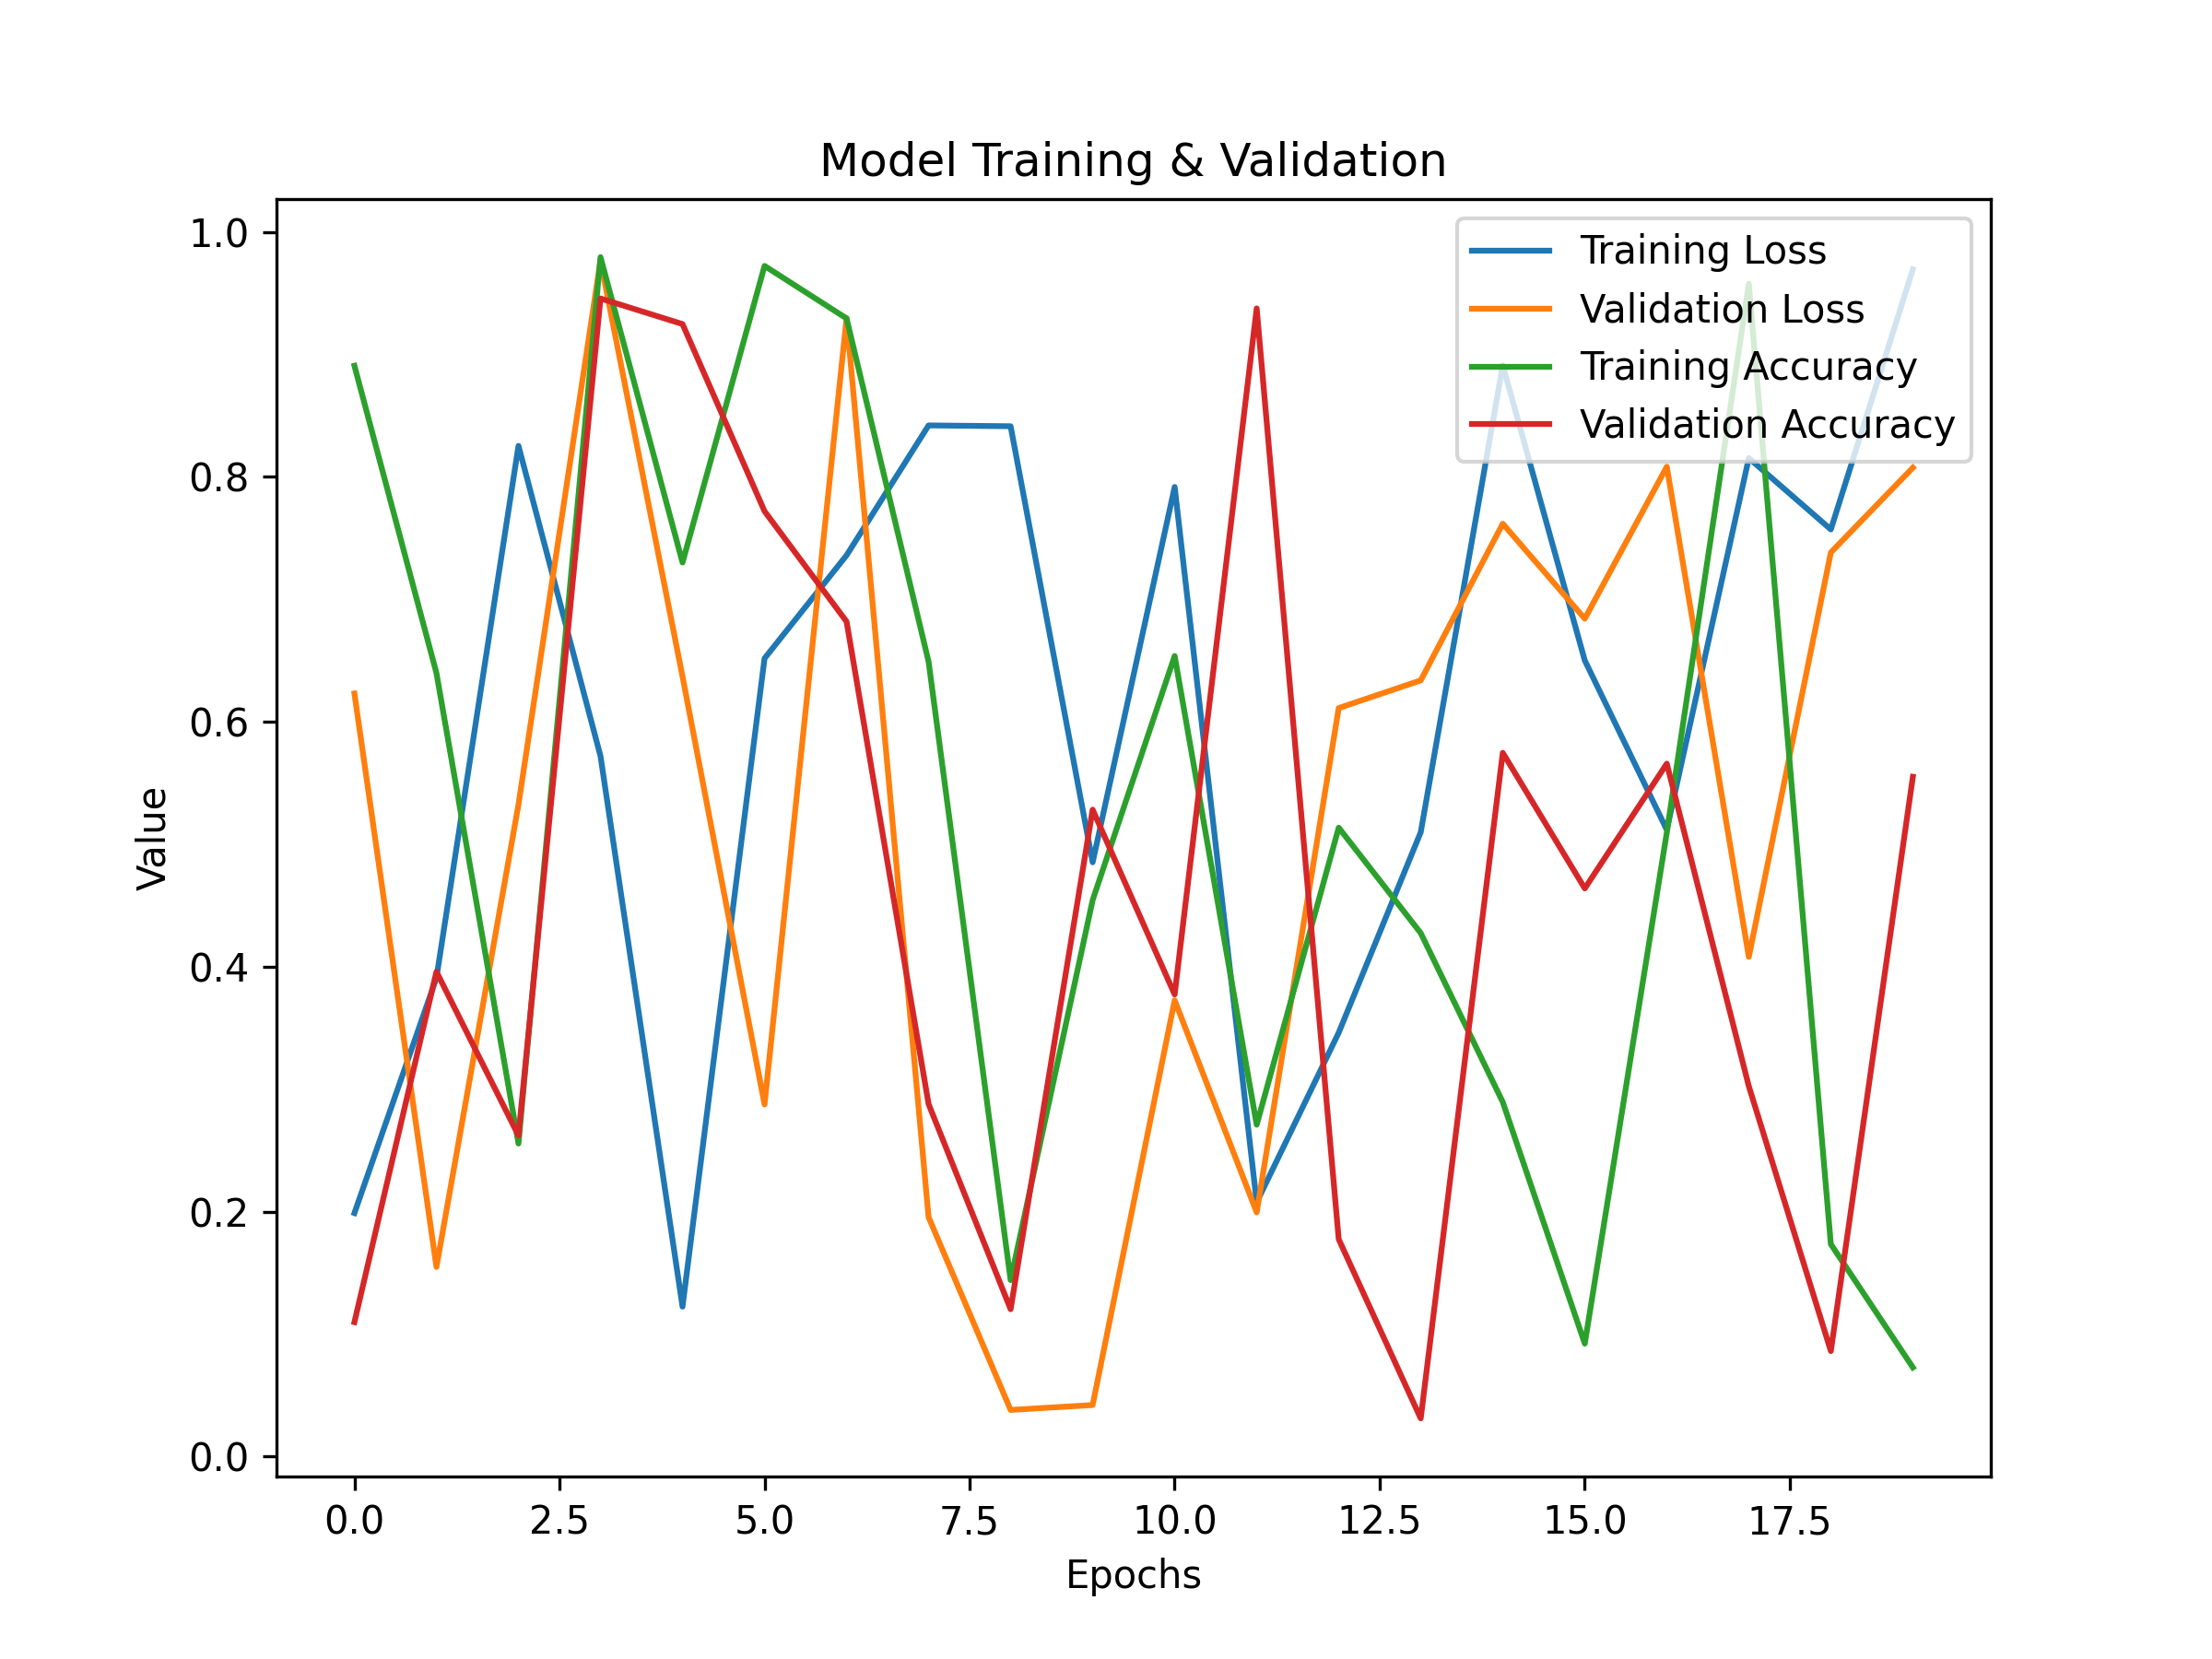 Model Training & Validation
1.0
0.8
0.6
0.4
0.2
0.0
Value
0.0 2.5 5.0 7.5 10.0 12.5 15.0 17.5
Epochs
Training Loss
Validation Loss
Training Accuracy
Validation Accuracy